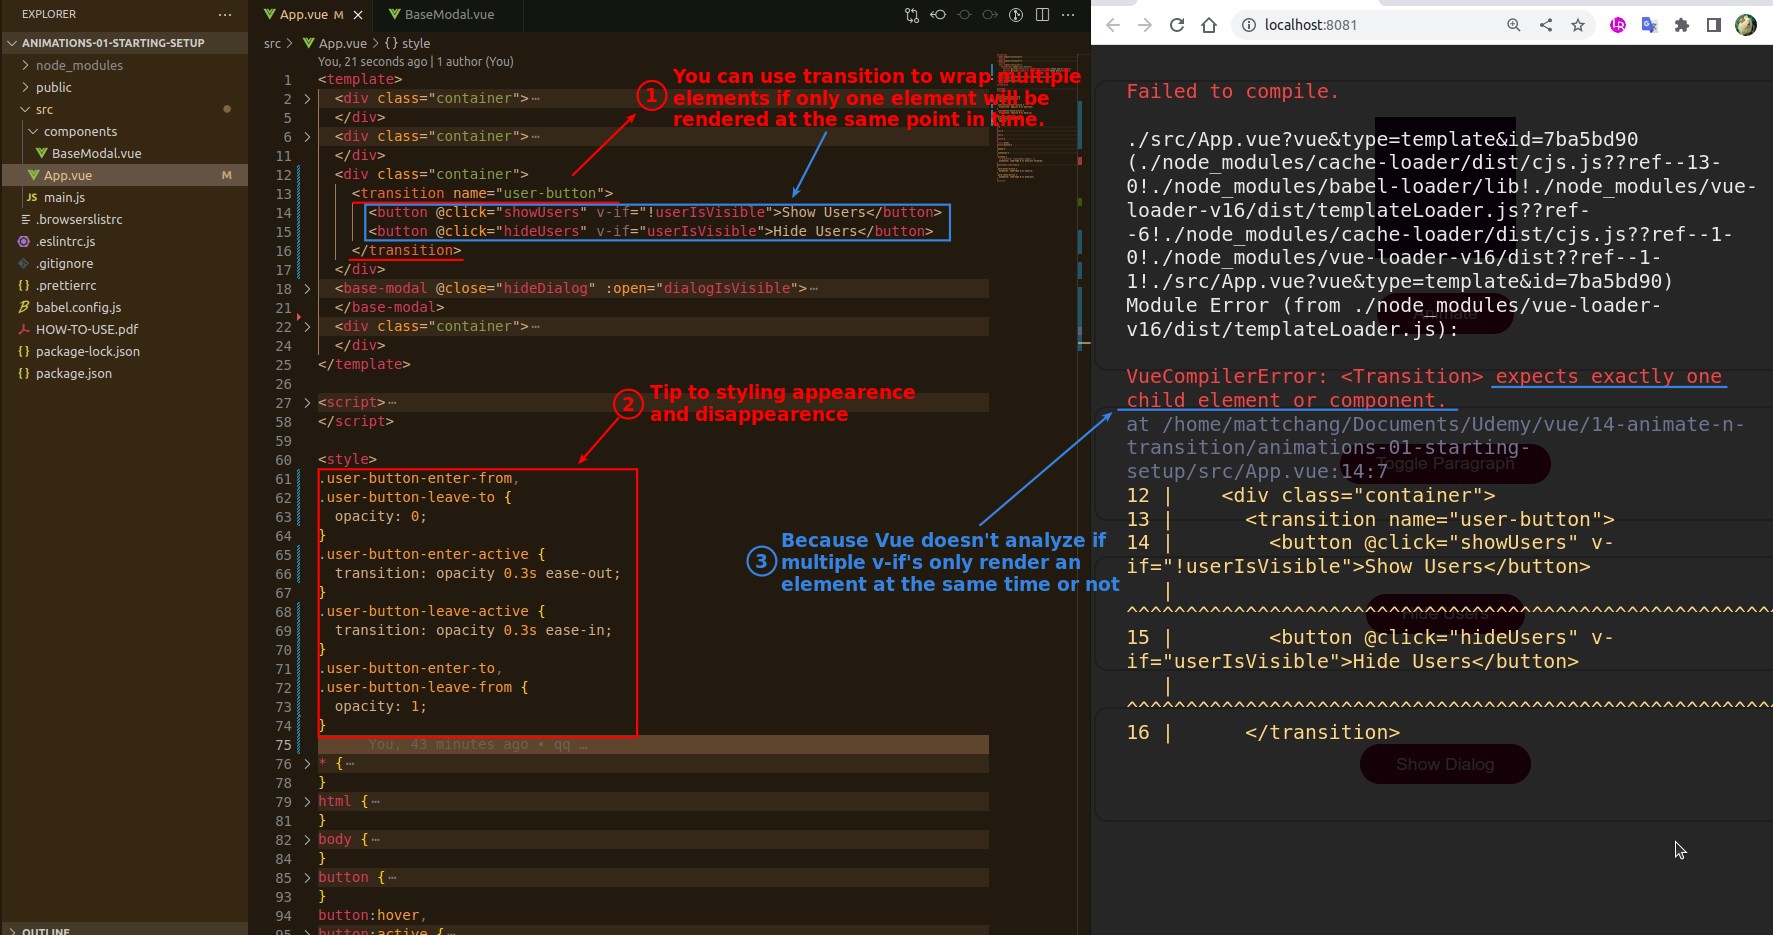 EXPLORER
ANIMATIONS-01-STARTING-SETUP
node_modules
public
src
components
BaseModal.vue
App.vue M
JS main.js
.browserslistrc
.eslintrc.js
.gitignore
.prettierrc
babel.config.js
HOW-TO-USE.pdf
package-lock.json
package.json
OUTLINE
App.vue M
BaseModal.vue
src > App.vue > {} style
You, 21 seconds ago | 1 author (You)
1 <template>
2 <div class="container">⋯
5 </div>
6 <div class="container">⋯
11 </div>
12 <div class="container">
13 <transition name="user-button">
14 <button @click="showUsers" v-if="!userIsVisible">Show Users</button>
15 <button @click="hideUsers" v-if="userIsVisible">Hide Users</button>
16 </transition>
17 </div>
18 <base-modal @close="hideDialog" :open="dialogIsVisible">⋯
21 </base-modal>
22 <div class="container">⋯
24 </div>
25 </template>
26
27 <script>⋯
58 </script>
59
60 <style>
61 .user-button-enter-from,
62 .user-button-leave-to {
63 opacity: 0;
64 }
65 .user-button-enter-active {
66 transition: opacity 0.3s ease-out;
67 }
68 .user-button-leave-active {
69 transition: opacity 0.3s ease-in;
70 }
71 .user-button-enter-to,
72 .user-button-leave-from {
73 opacity: 1;
74 }
75 You, 43 minutes ago • qq …
76 * {⋯
78 }
79 html {⋯
81 }
82 body {⋯
84 }
85 button {⋯
93 }
94 button:hover,
95 button:active {⋯
1 You can use transition to wrap multiple
elements if only one element will be
rendered at the same point in time.
2 Tip to styling appearence
and disappearence
3 Because Vue doesn't analyze if
multiple v-if's only render an
element at the same time or not
localhost:8081
Failed to compile.
./src/App.vue?vue&type=template&id=7ba5bd90
(./node_modules/cache-loader/dist/cjs.js??ref--13-
0!./node_modules/babel-loader/lib!./node_modules/vue-
loader-v16/dist/templateLoader.js??ref-
-6!./node_modules/cache-loader/dist/cjs.js??ref--1-
0!./node_modules/vue-loader-v16/dist??ref--1-
1!./src/App.vue?vue&type=template&id=7ba5bd90)
Module Error (from ./node_modules/vue-loader-
v16/dist/templateLoader.js):
Animate
VueCompilerError: <Transition> expects exactly one
child element or component.
at /home/mattchang/Documents/Udemy/vue/14-animate-n-
transition/animations-01-starting-
setup/src/App.vue:14:7
Toggle Paragraph
12 | <div class="container">
13 | <transition name="user-button">
14 | <button @click="showUsers" v-
if="!userIsVisible">Show Users</button>
|
^^^^^^^^^^^^^^^^^^^^^^^^^^^^^^^^^^^^^^^^^^^^^^^^^^^^^^
Hide Users
15 | <button @click="hideUsers" v-
if="userIsVisible">Hide Users</button>
|
^^^^^^^^^^^^^^^^^^^^^^^^^^^^^^^^^^^^^^^^^^^^^^^^^^^^^^
16 | </transition>
Show Dialog